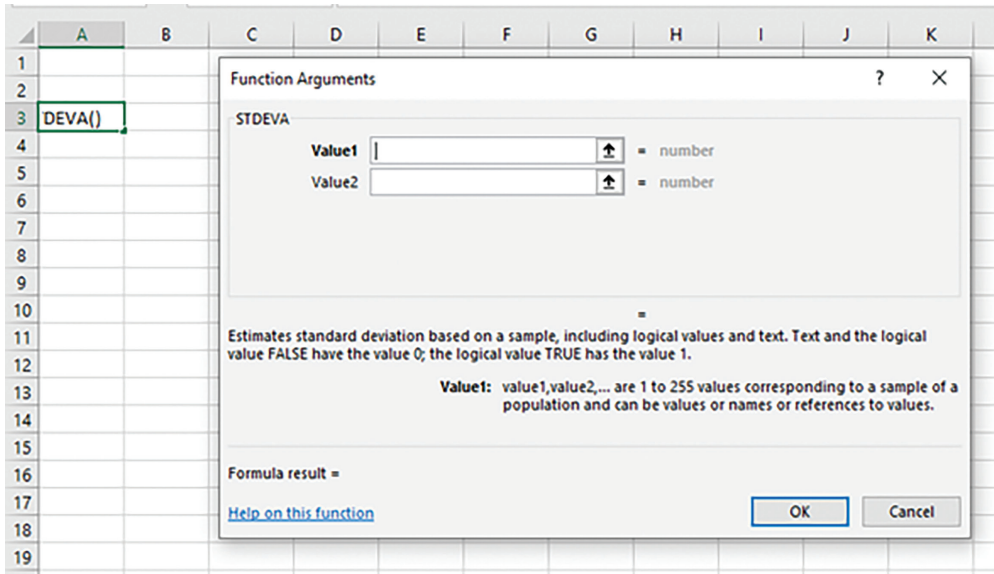 A B C D E F G H I J K
1
2
3 DEVA()
4
5
6
7
8
9
10
11
12
13
14
15
16
17
18
19
Function Arguments ? ×
STDEVA
Value1 = number
Value2 = number
=
Estimates standard deviation based on a sample, including logical values and text. Text and the logical
value FALSE have the value 0; the logical value TRUE has the value 1.
Value1: value1,value2,... are 1 to 255 values corresponding to a sample of a
population and can be values or names or references to values.
Formula result =
Help on this function OK Cancel